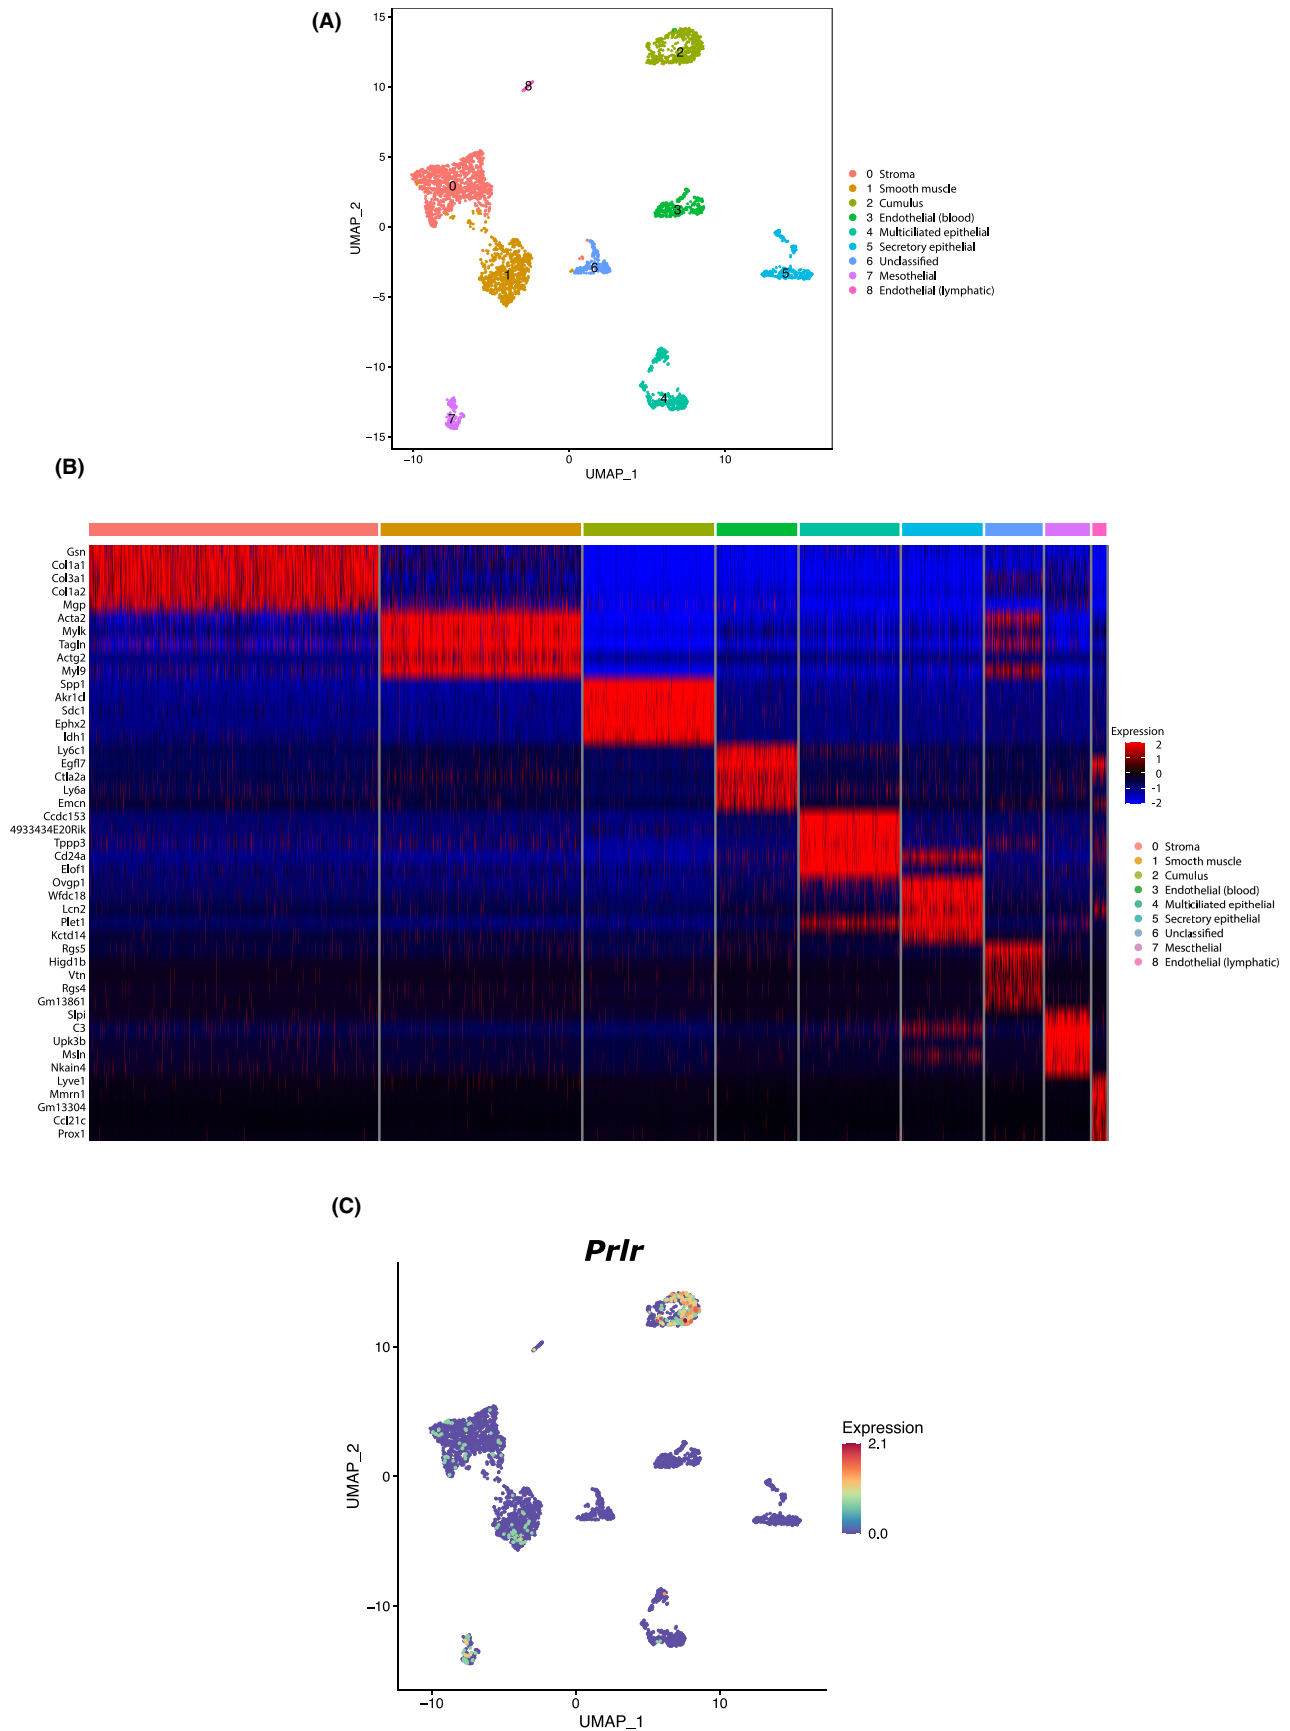 (A)
15
10
5
0
−5
−10
−15
UMAP_2
−10
0
10
UMAP_1
0
1
2
3
4
5
6
7
8
0 Stroma
1 Smooth muscle
2 Cumulus
3 Endothelial (blood)
4 Multiciliated epithelial
5 Secretory epithelial
6 Unclassified
7 Mesothelial
8 Endothelial (lymphatic)
(B)
Gsn
Col1a1
Col3a1
Col1a2
Mgp
Acta2
Mylk
Tagln
Actg2
Myl9
Spp1
Akr1cl
Sdc1
Ephx2
Idh1
Ly6c1
Egfl7
Ctla2a
Ly6a
Emcn
Ccdc153
4933434E20Rik
Tppp3
Cd24a
Elof1
Ovgp1
Wfdc18
Lcn2
Plet1
Kctd14
Rgs5
Higd1b
Vtn
Rgs4
Gm13861
Slpi
C3
Upk3b
Msln
Nkain4
Lyve1
Mmrn1
Gm13304
Ccl21c
Prox1
Expression
2
1
0
-1
-2
0 Stroma
1 Smooth muscle
2 Cumulus
3 Endothelial (blood)
4 Multiciliated epithelial
5 Secretory epithelial
6 Unclassified
7 Mescthelial
8 Endothelial (lymphatic)
(C)
Prlr
10
0
−10
UMAP_2
−10
0
10
UMAP_1
Expression
2.1
0.0